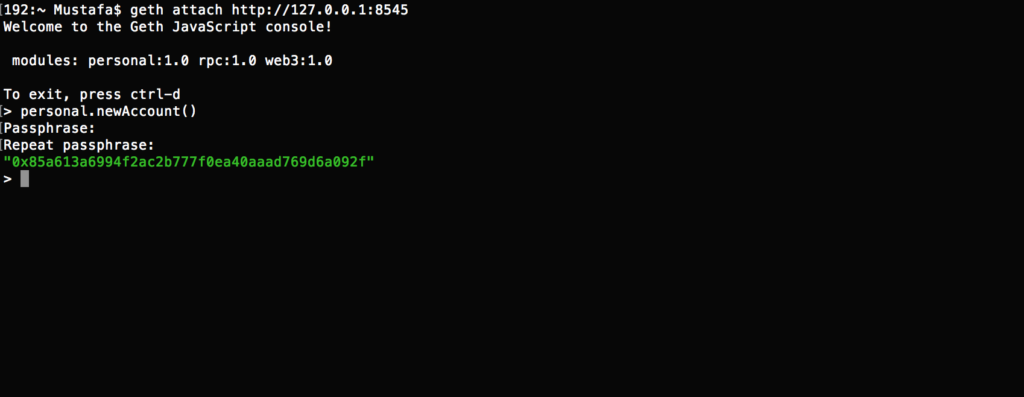 [192:~ Mustafa$ geth attach http://127.0.0.1:8545
Welcome to the Geth JavaScript console!
modules: personal:1.0 rpc:1.0 web3:1.0
To exit, press ctrl-d
[> personal.newAccount()
[Passphrase:
[Repeat passphrase:
"0x85a613a6994f2ac2b777f0ea40aaad769d6a092f"
>